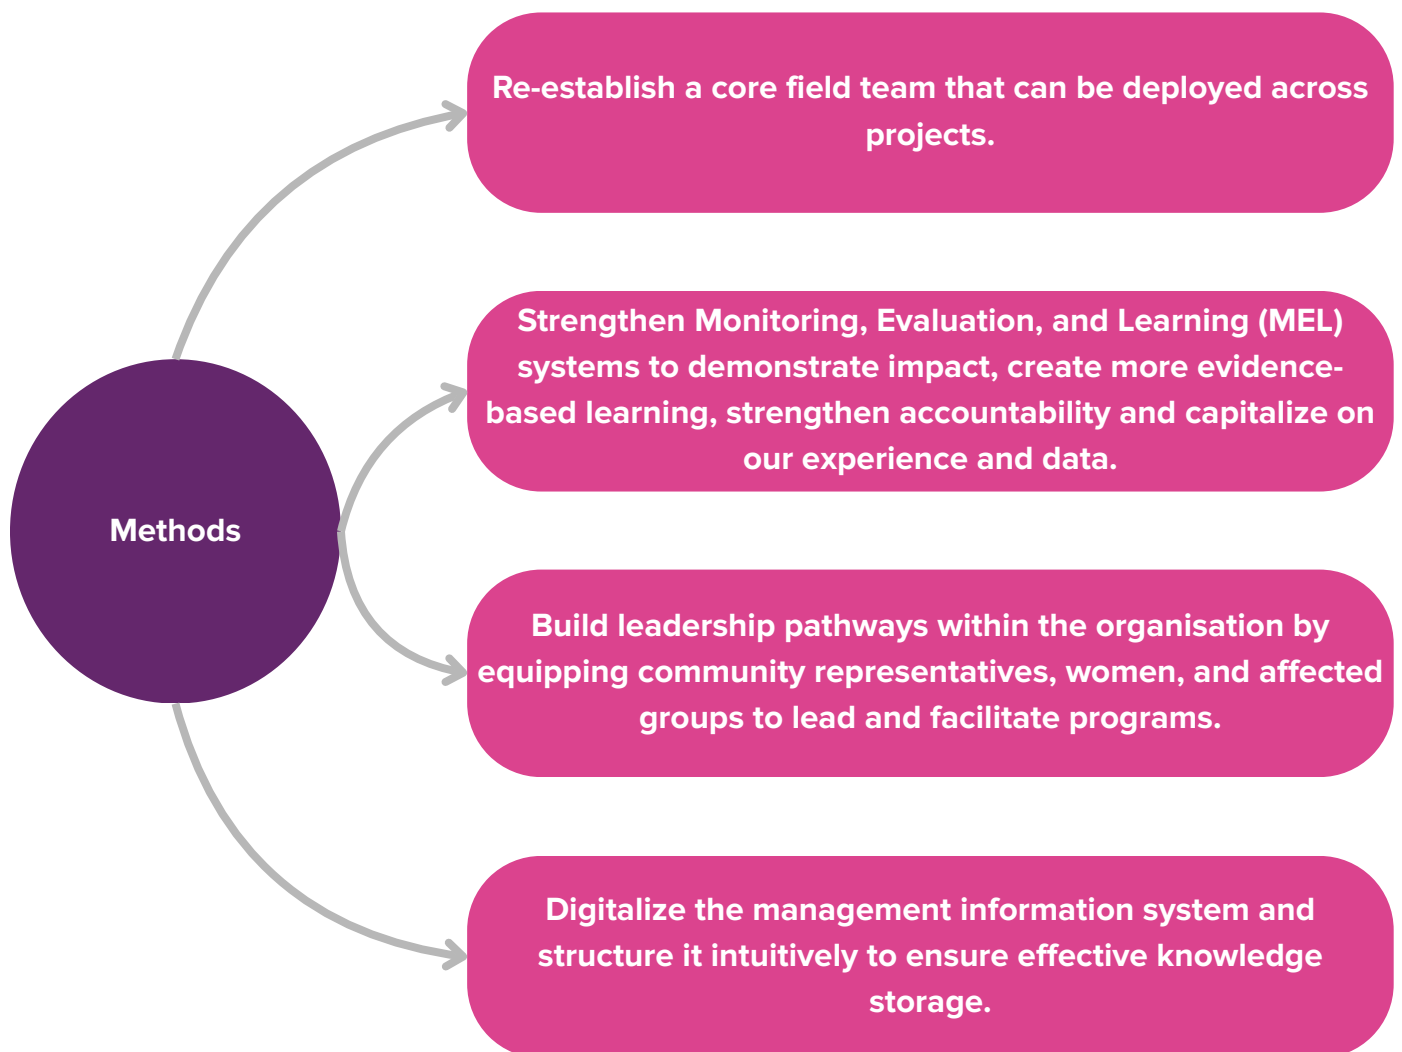 Re-establish a core field team that can be deployed across
projects.
Strengthen Monitoring, Evaluation, and Learning (MEL)
systems to demonstrate impact, create more evidence-
based learning, strengthen accountability and capitalize on
our experience and data.
Methods
Build leadership pathways within the organisation by
equipping community representatives, women, and affected
groups to lead and facilitate programs.
Digitalize the management information system and
structure it intuitively to ensure effective knowledge
storage.